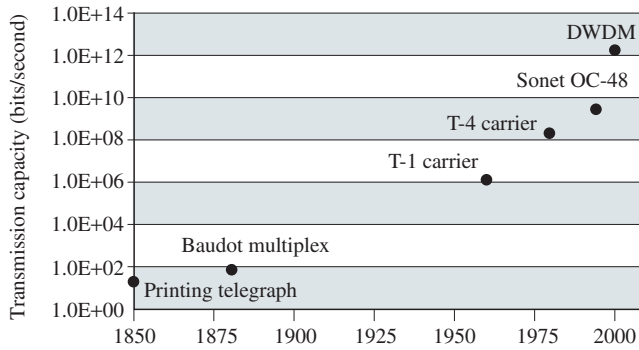 Transmission capacity (bits/second)
1.0E+14
1.0E+12
1.0E+10
1.0E+08
1.0E+06
1.0E+04
1.0E+02
1.0E+00
DWDM
Sonet OC-48
T-4 carrier
T-1 carrier
Baudot multiplex
Printing telegraph
1850 1875 1900 1925 1950 1975 2000